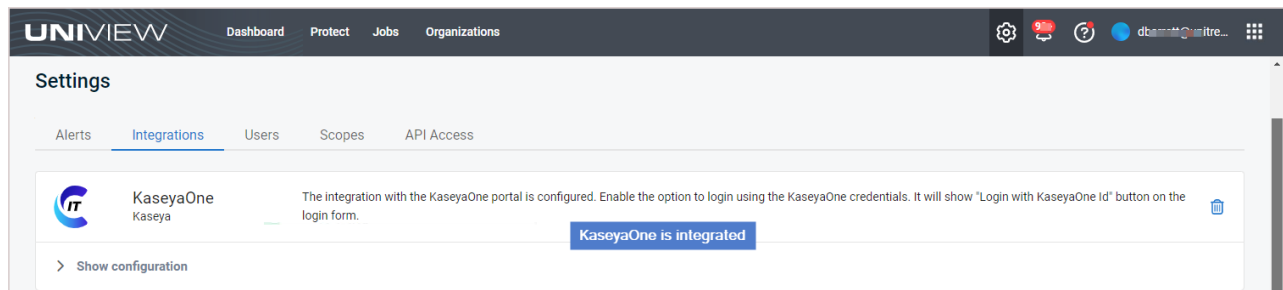 UNIVIEW
Dashboard Protect Jobs Organizations
Settings
Alerts Integrations Users Scopes API Access
IT
KaseyaOne
Kaseya
The integration with the KaseyaOne portal is configured. Enable the option to login using the KaseyaOne credentials. It will show "Login with KaseyaOne Id" button on the
login form.
KaseyaOne is integrated
Show configuration